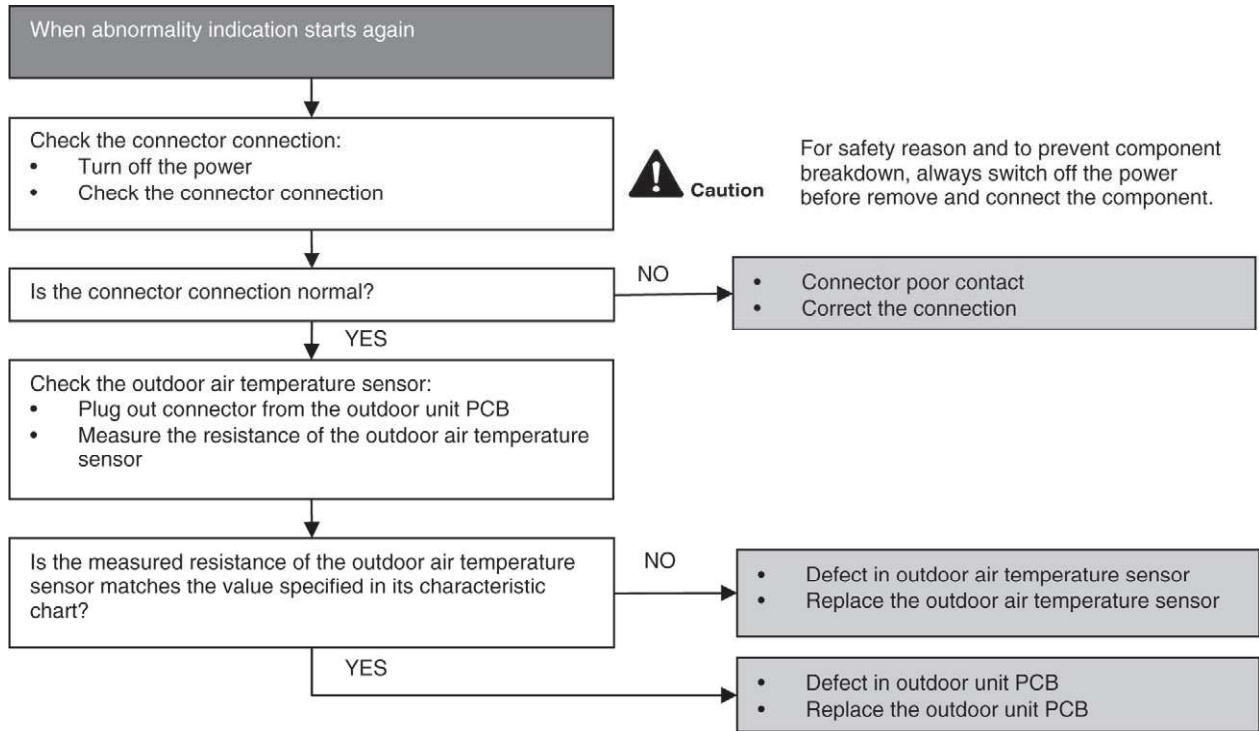 When abnormality indication starts again
Check the connector connection:
• Turn off the power
• Check the connector connection
Caution
For safety reason and to prevent component
breakdown, always switch off the power
before remove and connect the component.
Is the connector connection normal?
NO
• Connector poor contact
• Correct the connection
YES
Check the outdoor air temperature sensor:
• Plug out connector from the outdoor unit PCB
• Measure the resistance of the outdoor air temperature
sensor
Is the measured resistance of the outdoor air temperature
sensor matches the value specified in its characteristic
chart?
NO
• Defect in outdoor air temperature sensor
• Replace the outdoor air temperature sensor
YES
• Defect in outdoor unit PCB
• Replace the outdoor unit PCB